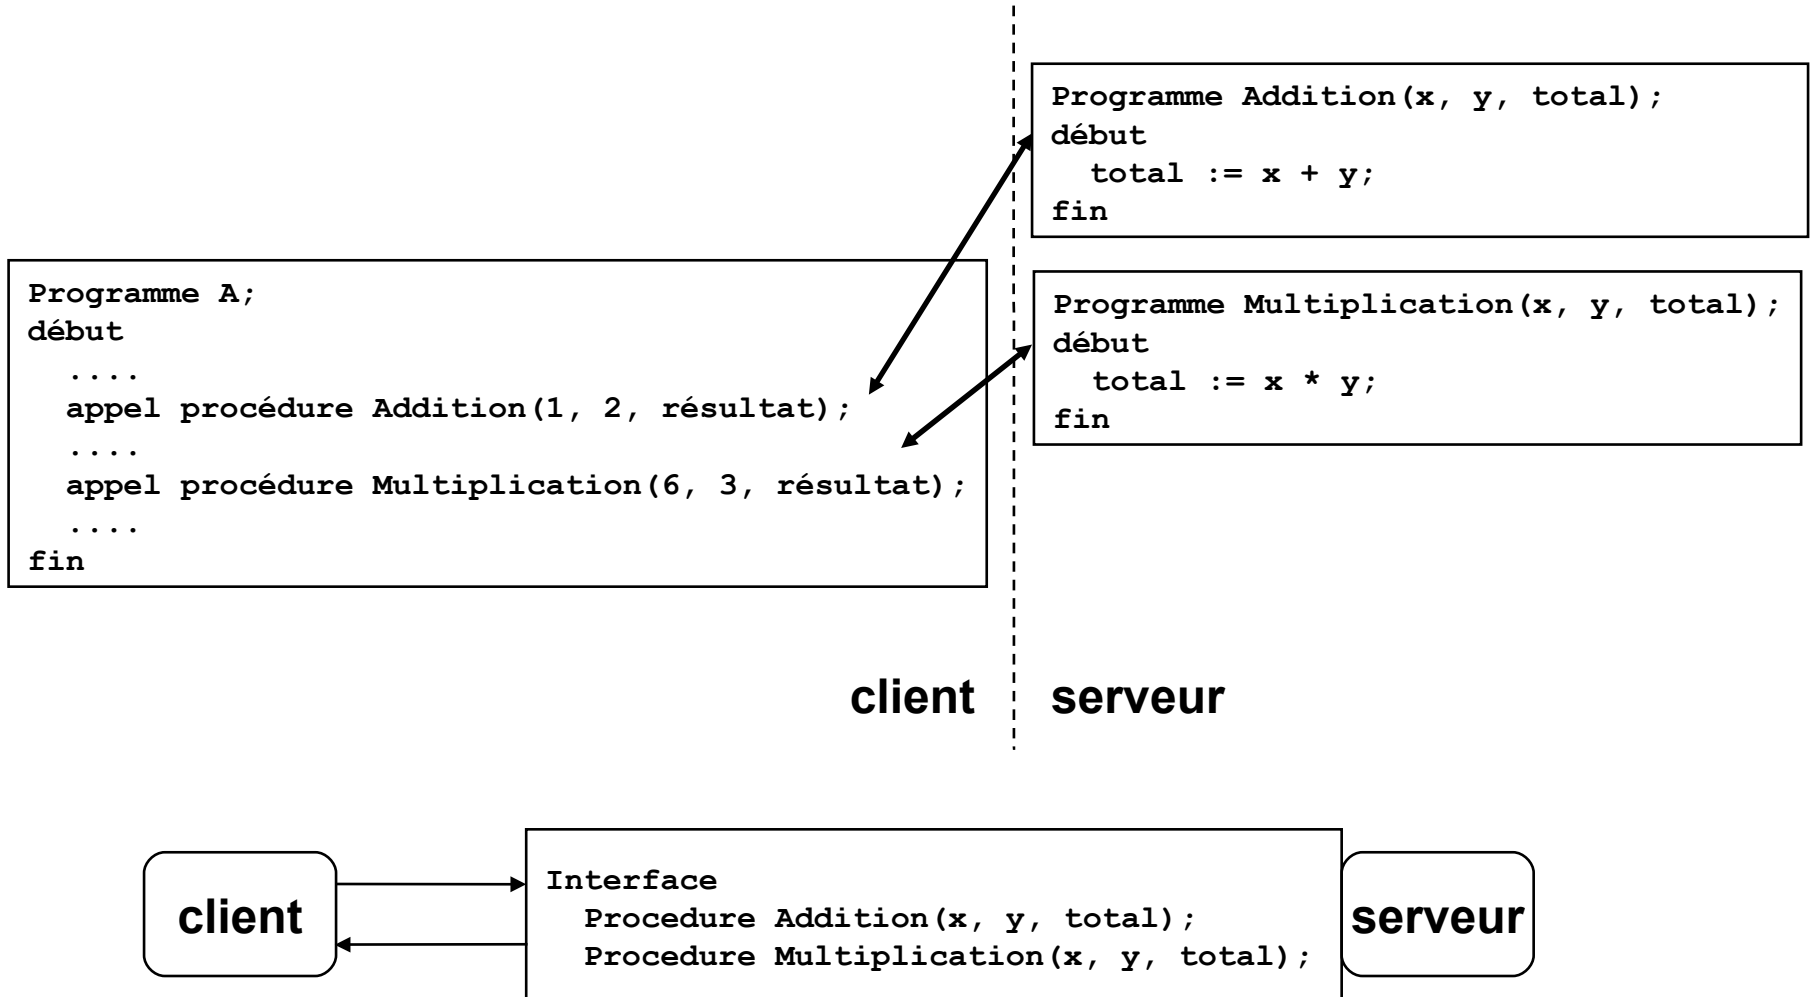 Programme Addition(x, y, total);
début
  total := x + y;
fin
Programme A;
début
  ....
  appel procédure Addition(1, 2, résultat);
  ....
  appel procédure Multiplication(6, 3, résultat);
  ....
fin
Programme Multiplication(x, y, total);
début
  total := x * y;
fin
client
serveur
client
Interface
  Procedure Addition(x, y, total);
  Procedure Multiplication(x, y, total);
serveur